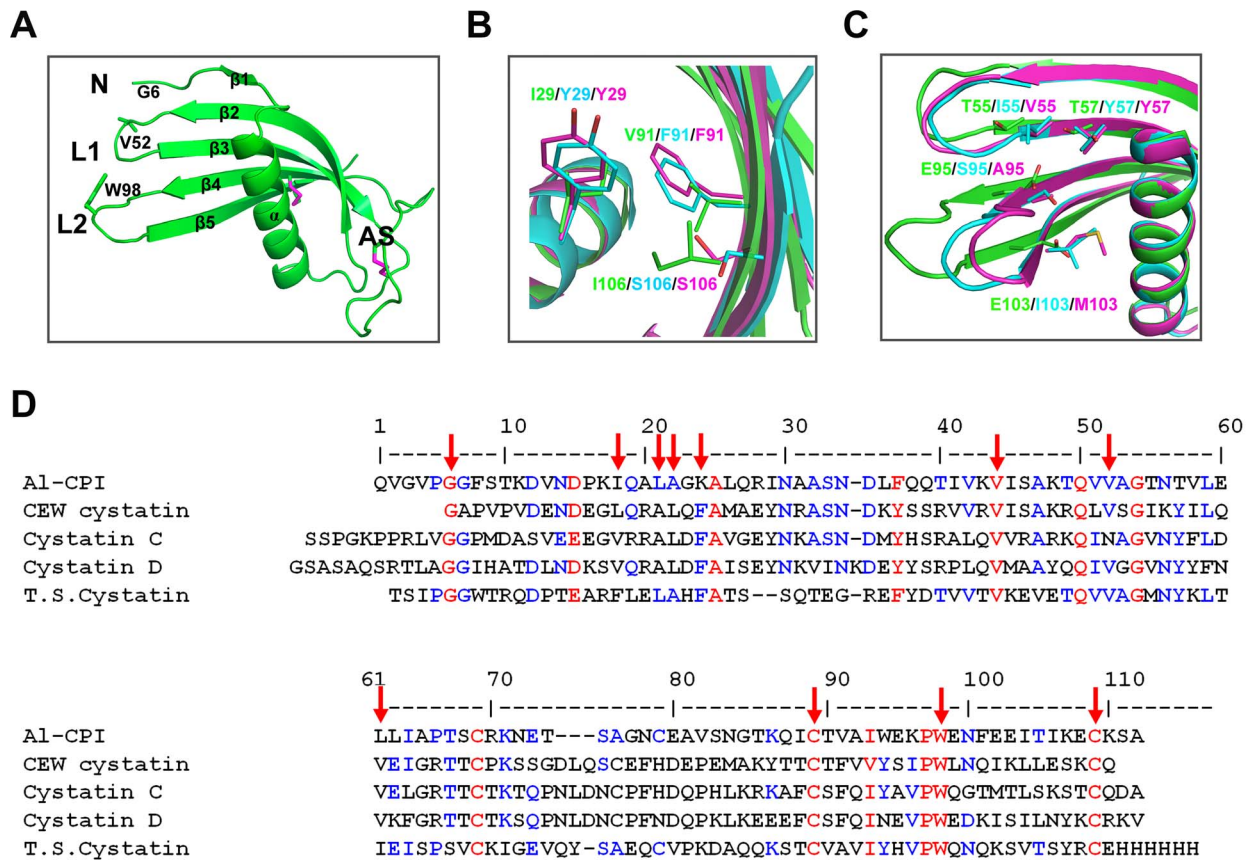 A
B
C
N
G6
β1
β2
V52
L1
β3
W98
β4
L2
β5
α
AS
I29/Y29/Y29
V91/F91/F91
I106/S106/S106
T55/I55/V55
T57/Y57/Y57
E95/S95/A95
E103/I103/M103
D
1 10 20 30 40 50 60
Al-CPI QVGVPGGFSTKDVNDPKIQALAGKALQRINAASN-DLFQQTIVKVISAKTQVVAGTNTVLE
CEW cystatin GAPVPVDENDEGLQRALQFAMAEYNRASNDKYSSRVVRVISAKRQLVSGIKYILQ
Cystatin C SSPGKPPRLVGGPMDASVEEEGVRRALDFAVGEYNKASN-DMYHSRALQVVRARKQINAGVNYFLD
Cystatin D GSASAQSRTLAGGIHATDLNDKSVQRALDFAISEYNKVINKDEYYSRPLQVMAAYQQIVGGVNYYFN
T.S.Cystatin TSIPGGWTRQDPTEARFLELAHFATS--SQTEG-REFYDTVVTVKEVETQVVAGMNYKLT
61 70 80 90 100 110
Al-CPI LLIAPTSCRKNET---SAGNCEAVSNGTKQICTVAIWEKPWENFEEITIKECKSA
CEW cystatin VEIGRTTCPKSSGDLQSCEFHDEPEMAKYTTCTFVVYSIPWLNQIKLLESKCQ
Cystatin C VELGRTTCTKTQPNLDNCPFHDQPHLKRKAFCSFQIYAVPWQGTMTLSKSTCQDA
Cystatin D VKFGRTTCTKSQPNLDNCPFNDQPKLKEEEFCSFQINEVPWEDKISILNYKCRKV
T.S.Cystatin IEISPSVCKIGEVQY-SAEQCVPKDAQQKSTCVAVIYHVPWQNQKSVTSYRCEHHHHHH